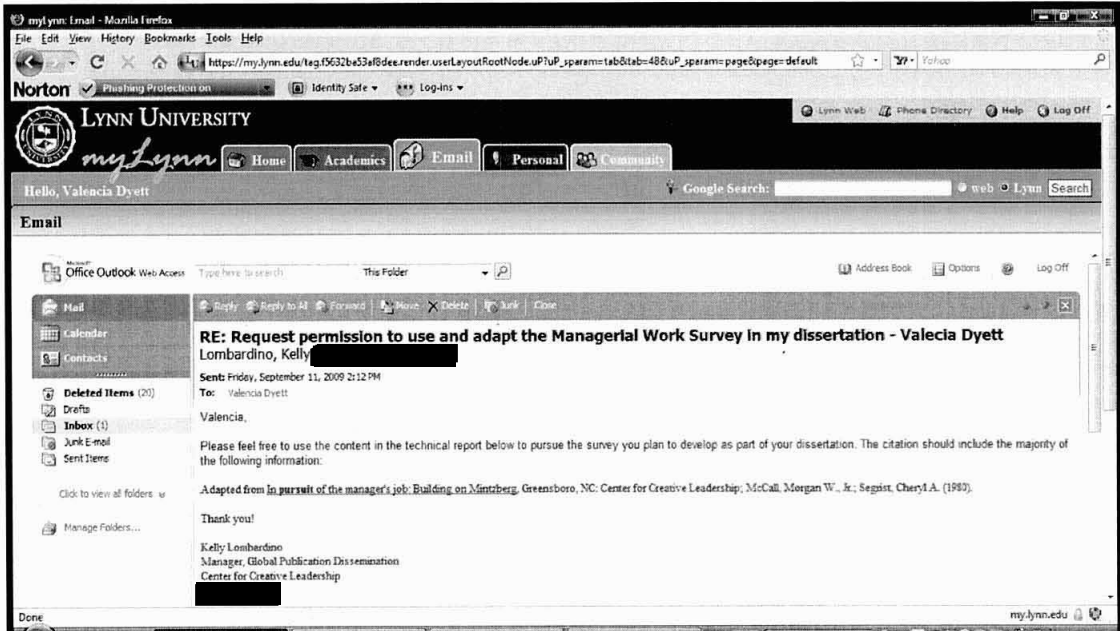 myLynn: Email - Mozilla Firefox
File Edit View History Bookmarks Tools Help
https://my.lynn.edu/tag.f5632ba53af8dee.render.userLayoutRootNode.uP?uP_sparam=tab&tab=48&uP_sparam=page&page=default
Yahoo
Norton Phishing Protection on Identity Safe Log-ins
Lynn Web Phone Directory Help Log Off
LYNN UNIVERSITY
myLynn Home Academics Email Personal Community
Hello, Valencia Dyett Google Search: web Lynn Search
Email
Microsoft
Office Outlook Web Access Type here to search This Folder Address Book Options Log Off
Mail Reply Reply to All Forward Move Delete Junk Close
Calendar
Contacts
RE: Request permission to use and adapt the Managerial Work Survey in my dissertation - Valecia Dyett
Lombardino, Kelly
Sent: Friday, September 11, 2009 2:12 PM
To: Valencia Dyett
Deleted Items (20)
Drafts
Inbox (1)
Junk E-mail
Sent Items
Click to view all folders
Manage Folders...
Valencia,
Please feel free to use the content in the technical report below to pursue the survey you plan to develop as part of your dissertation. The citation should include the majority of
the following information:
Adapted from In pursuit of the manager's job: Building on Mintzberg, Greensboro, NC: Center for Creative Leadership; McCall, Morgan W., Jr.; Segrist, Cheryl A. (1980).
Thank you!
Kelly Lombardino
Manager, Global Publication Dissemination
Center for Creative Leadership
Done my.lynn.edu